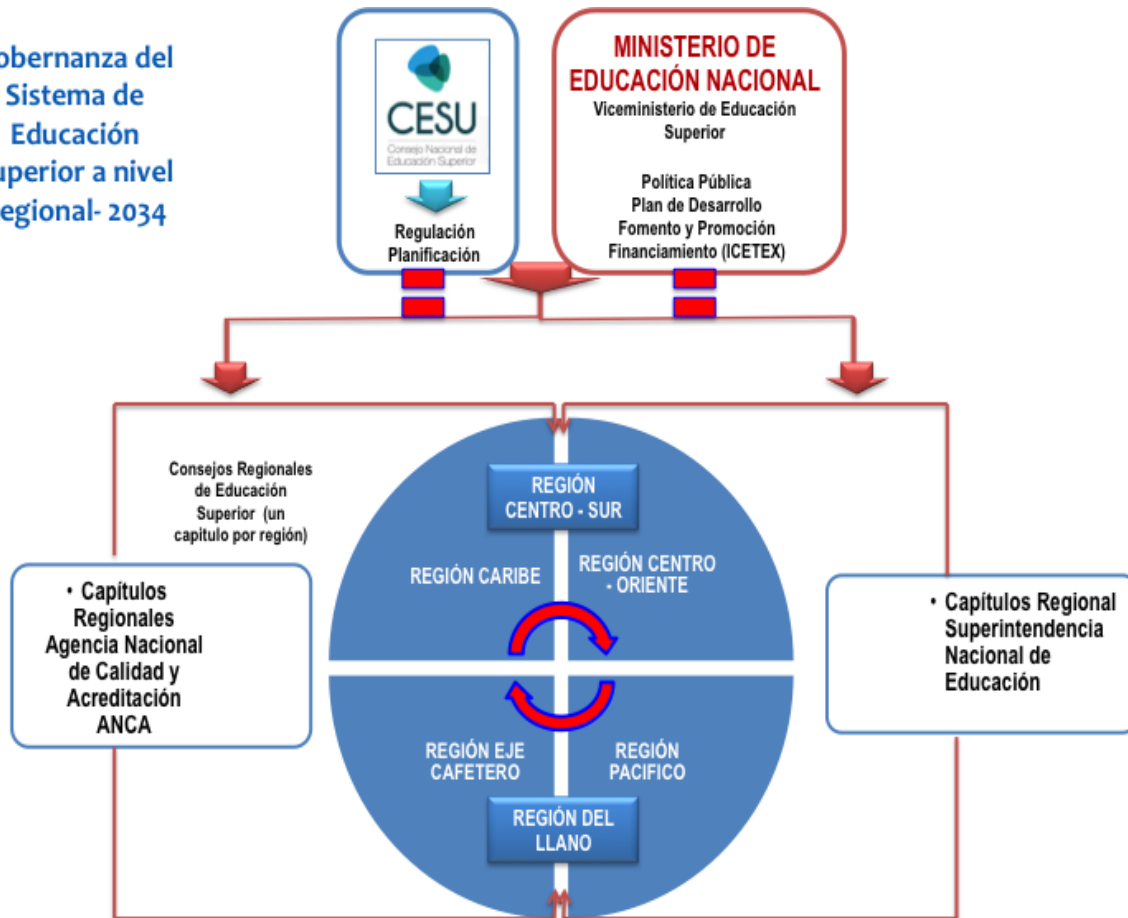 obernanza del
Sistema de
Educación
uperior a nivel
egional- 2034
CESU
Consejo Nacional de
Educación Superior
Regulación
Planificación
MINISTERIO DE
EDUCACIÓN NACIONAL
Viceministerio de Educación
Superior
Política Pública
Plan de Desarrollo
Fomento y Promoción
Financiamiento (ICETEX)
Consejos Regionales
de Educación
Superior (un
capitulo por región)
• Capítulos
Regionales
Agencia Nacional
de Calidad y
Acreditación
ANCA
REGIÓN
CENTRO - SUR
REGIÓN CARIBE
REGIÓN CENTRO
- ORIENTE
REGIÓN EJE
CAFETERO
REGIÓN
PACIFICO
REGIÓN DEL
LLANO
• Capítulos Regional
Superintendencia
Nacional de
Educación